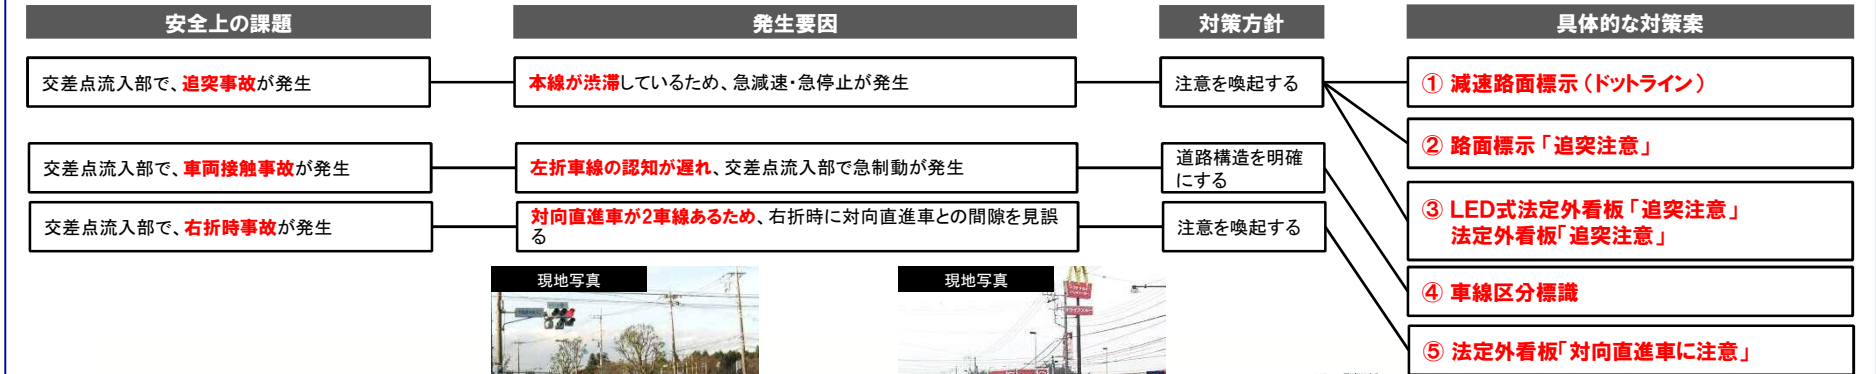 安全上の課題
発生要因
対策方針
具体的な対策案
交差点流入部で、追突事故が発生
本線が渋滞しているため、急減速・急停止が発生
注意を喚起する
① 減速路面標示（ドットライン）
② 路面標示「追突注意」
交差点流入部で、車両接触事故が発生
左折車線の認知が遅れ、交差点流入部で急制動が発生
道路構造を明確
にする
③ LED式法定外看板「追突注意」
法定外看板「追突注意」
交差点流入部で、右折時事故が発生
対向直進車が2車線あるため、右折時に対向直進車との間隙を見誤
る
注意を喚起する
④ 車線区分標識
⑤ 法定外看板「対向直進車に注意」
現地写真
現地写真